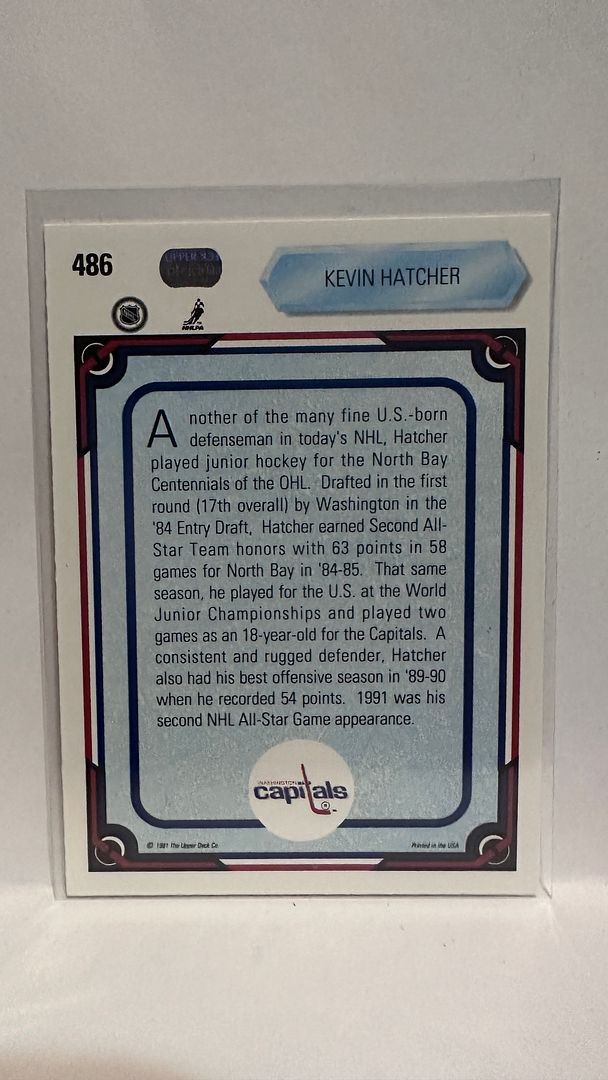 486
UPPER DECK
KEVIN HATCHER
NHLPA
Another of the many fine U.S.-born
defenseman in today's NHL, Hatcher
played junior hockey for the North Bay
Centennials of the OHL. Drafted in the first
round (17th overall) by Washington in the
'84 Entry Draft, Hatcher earned Second All-
Star Team honors with 63 points in 58
games for North Bay in '84-85. That same
season, he played for the U.S. at the World
Junior Championships and played two
games as an 18-year-old for the Capitals. A
consistent and rugged defender, Hatcher
also had his best offensive season in '89-90
when he recorded 54 points. 1991 was his
second NHL All-Star Game appearance.
WASHINGTON
capitals
© 1991 The Upper Deck Co.
Printed in the USA